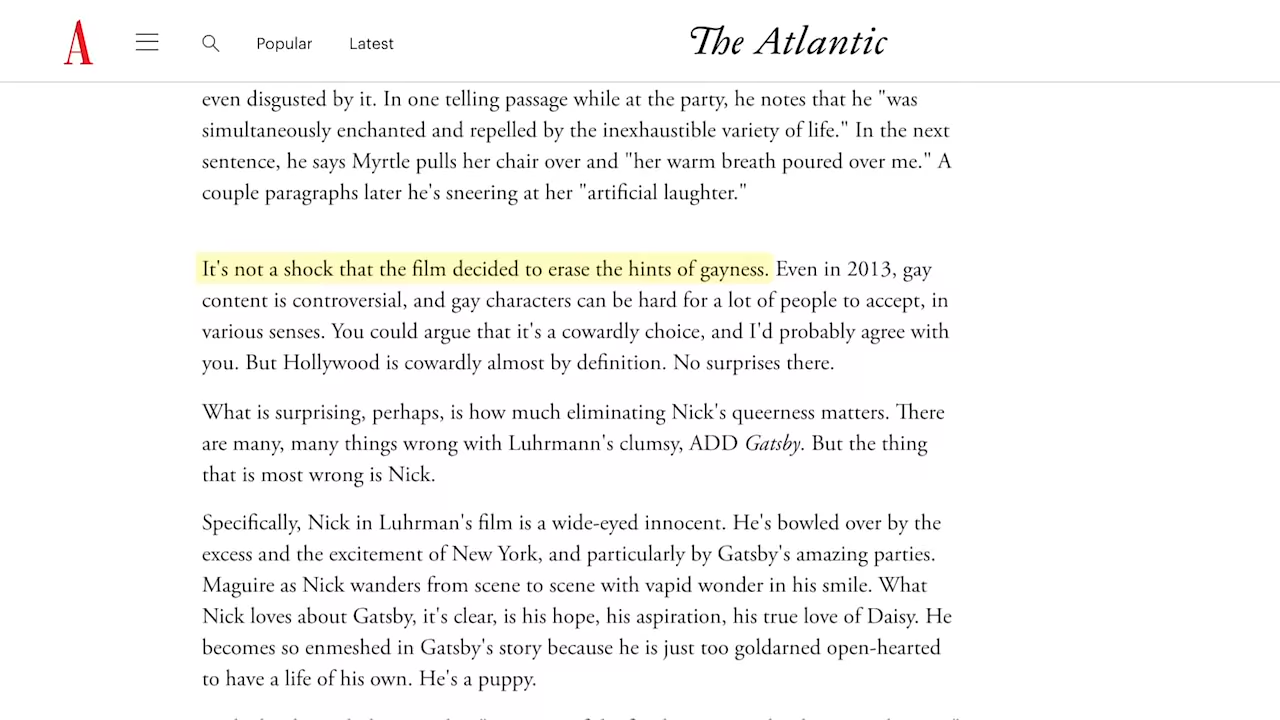 A
Popular
Latest
The Atlantic
even disgusted by it. In one telling passage while at the party, he notes that he "was
simultaneously enchanted and repelled by the inexhaustible variety of life." In the next
sentence, he says Myrtle pulls her chair over and "her warm breath poured over me." A
couple paragraphs later he's sneering at her "artificial laughter."
It's not a shock that the film decided to erase the hints of gayness. Even in 2013, gay
content is controversial, and gay characters can be hard for a lot of people to accept, in
various senses. You could argue that it's a cowardly choice, and I'd probably agree with
you. But Hollywood is cowardly almost by definition. No surprises there.
What is surprising, perhaps, is how much eliminating Nick's queerness matters. There
are many, many things wrong with Luhrmann's clumsy, ADD Gatsby. But the thing
that is most wrong is Nick.
Specifically, Nick in Luhrman's film is a wide-eyed innocent. He's bowled over by the
excess and the excitement of New York, and particularly by Gatsby's amazing parties.
Maguire as Nick wanders from scene to scene with vapid wonder in his smile. What
Nick loves about Gatsby, it's clear, is his hope, his aspiration, his true love of Daisy. He
becomes so enmeshed in Gatsby's story because he is just too goldarned open-hearted
to have a life of his own. He's a puppy.